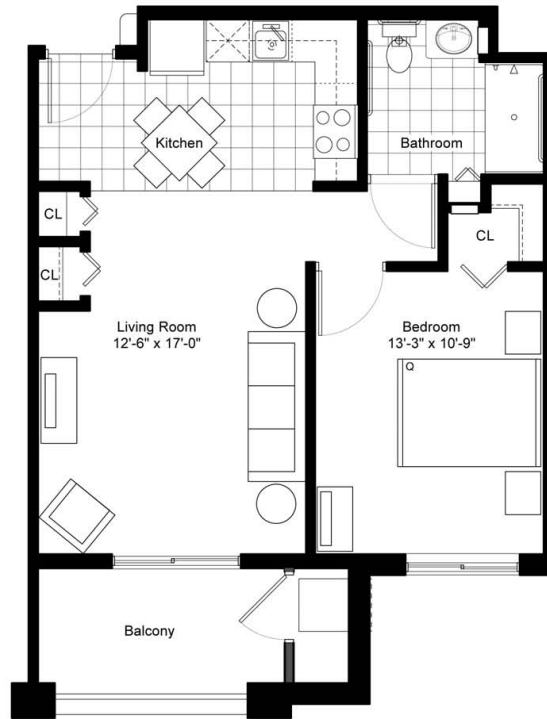 Kitchen
Bathroom
CL
CL
CL
Living Room
12'-6" x 17'-0"
Bedroom
13'-3" x 10'-9"
Q
Balcony